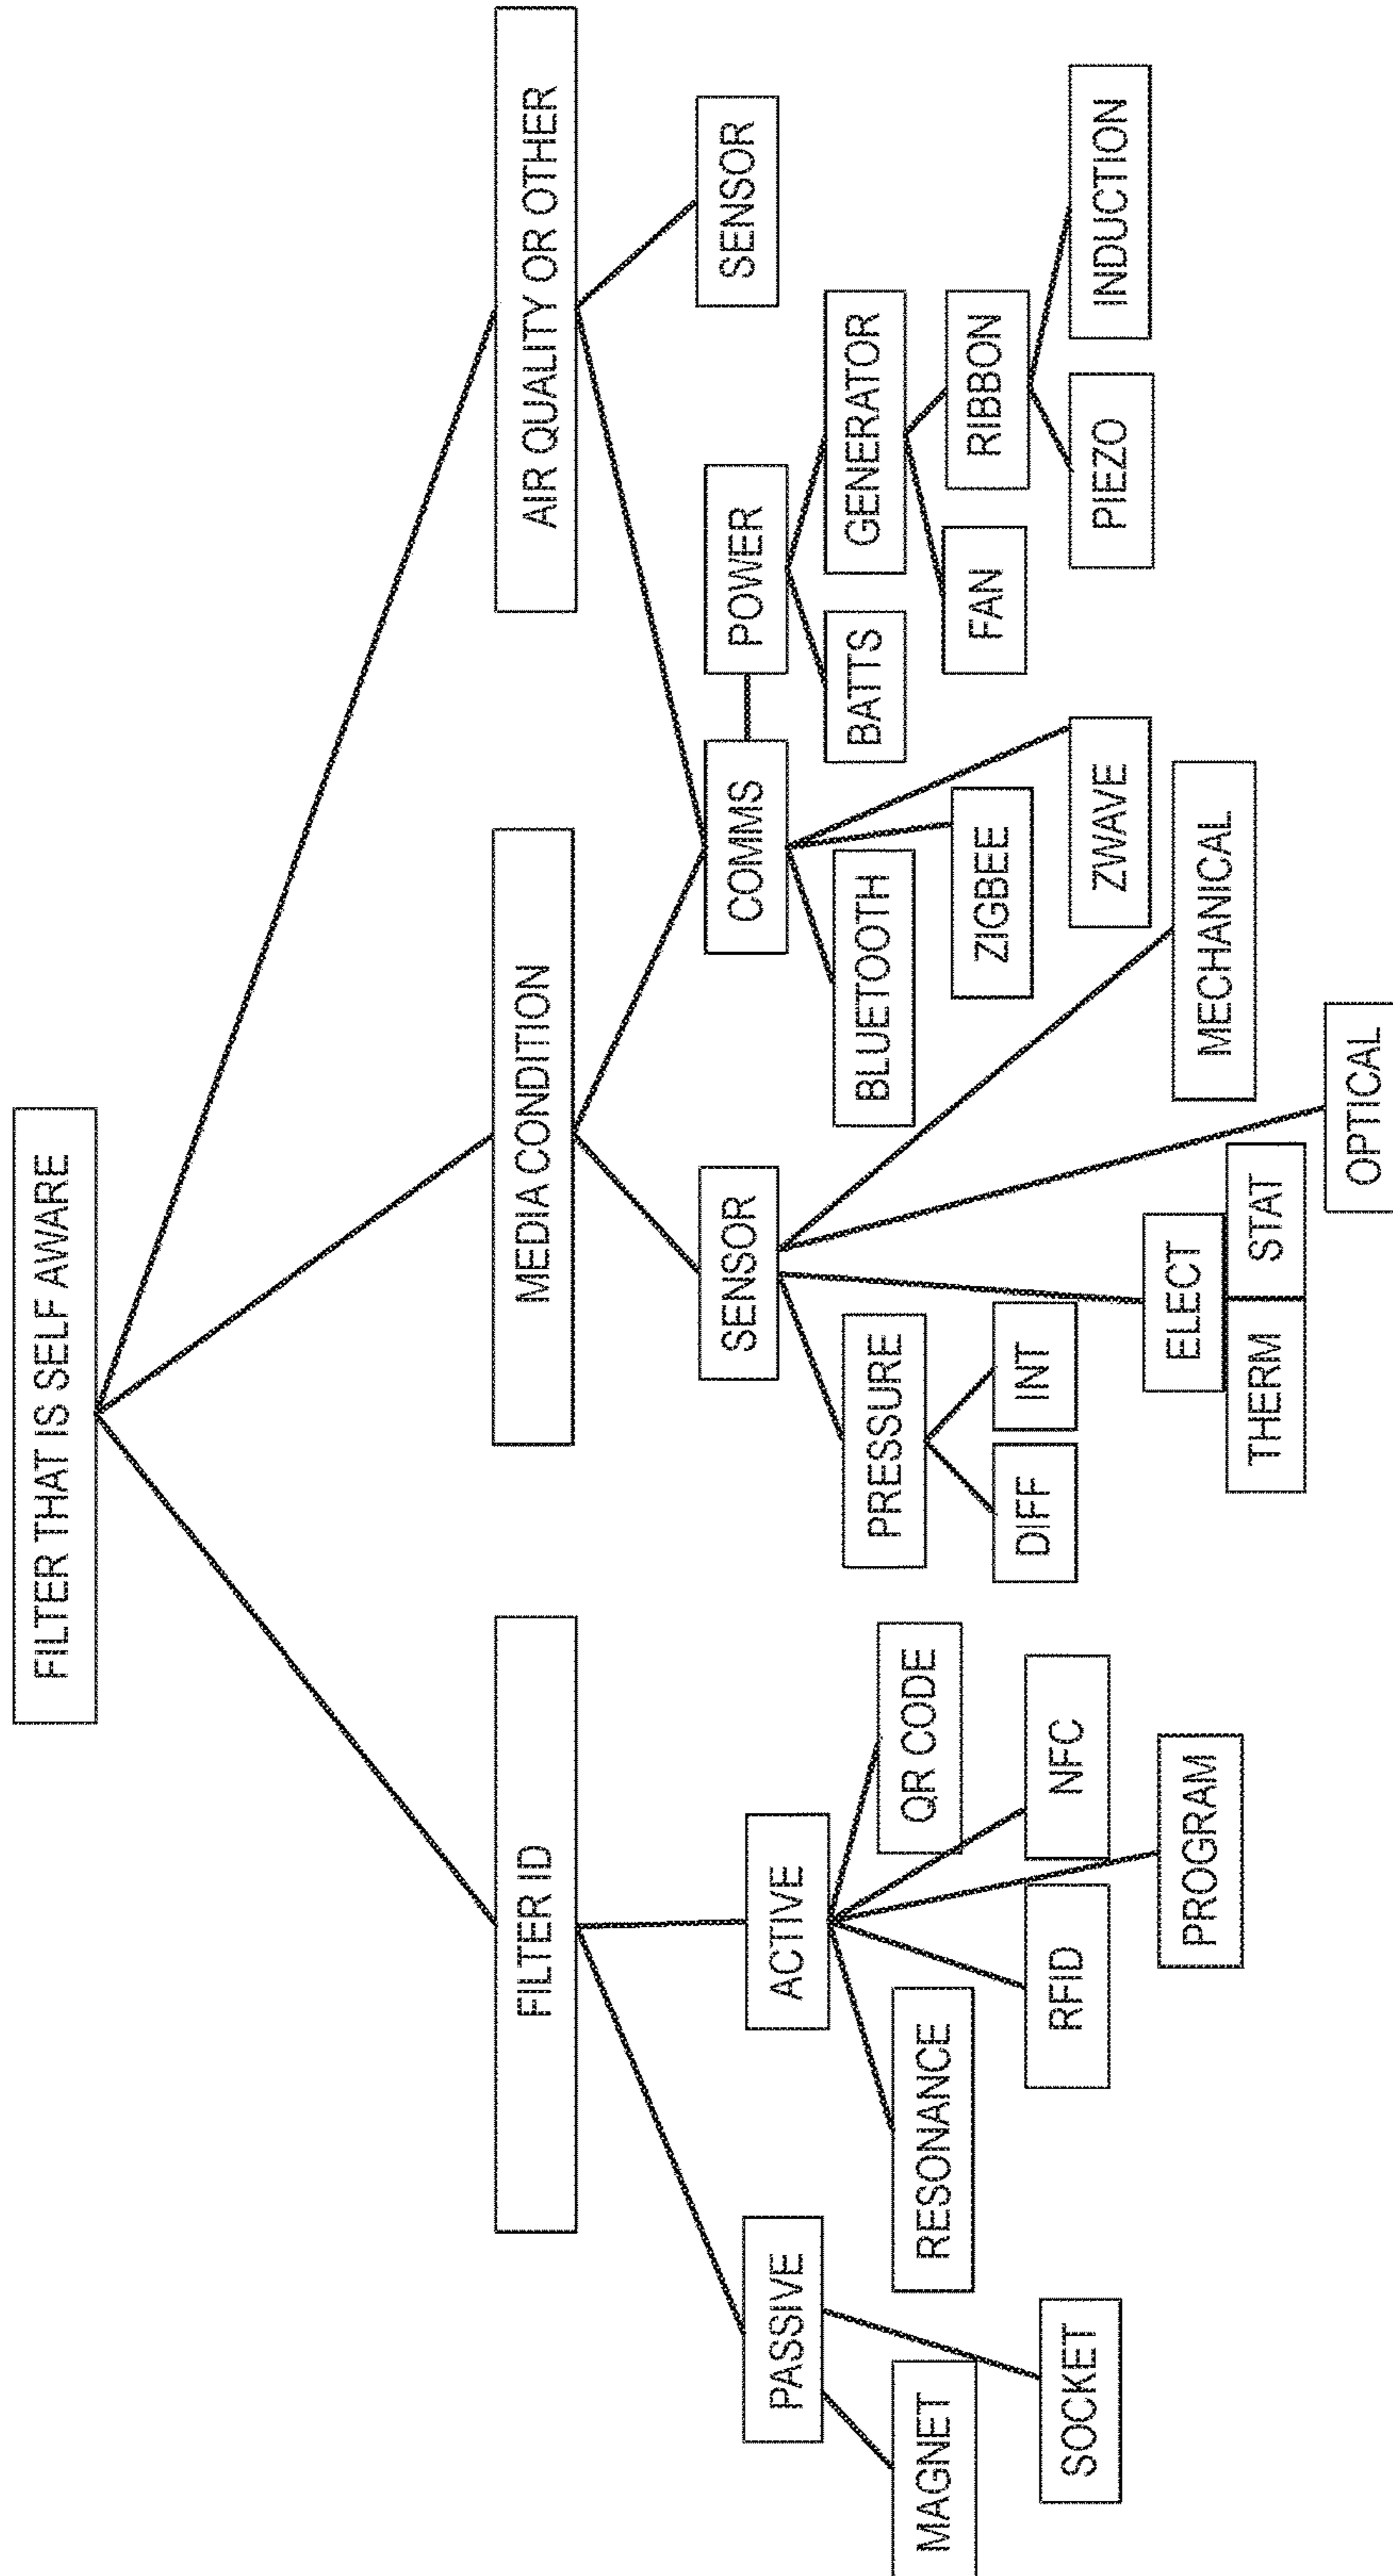 FILTER THAT IS SELF AWARE
FILTER ID
MEDIA CONDITION
AIR QUALITY OR OTHER
PASSIVE
ACTIVE
SENSOR
COMMS
POWER
SENSOR
MAGNET
SOCKET
RESONANCE
RFID
PROGRAM
NFC
QR CODE
PRESSURE
DIFF
INT
ELECT
THERM
STAT
OPTICAL
MECHANICAL
BLUETOOTH
ZIGBEE
ZWAVE
BATTS
GENERATOR
FAN
RIBBON
PIEZO
INDUCTION